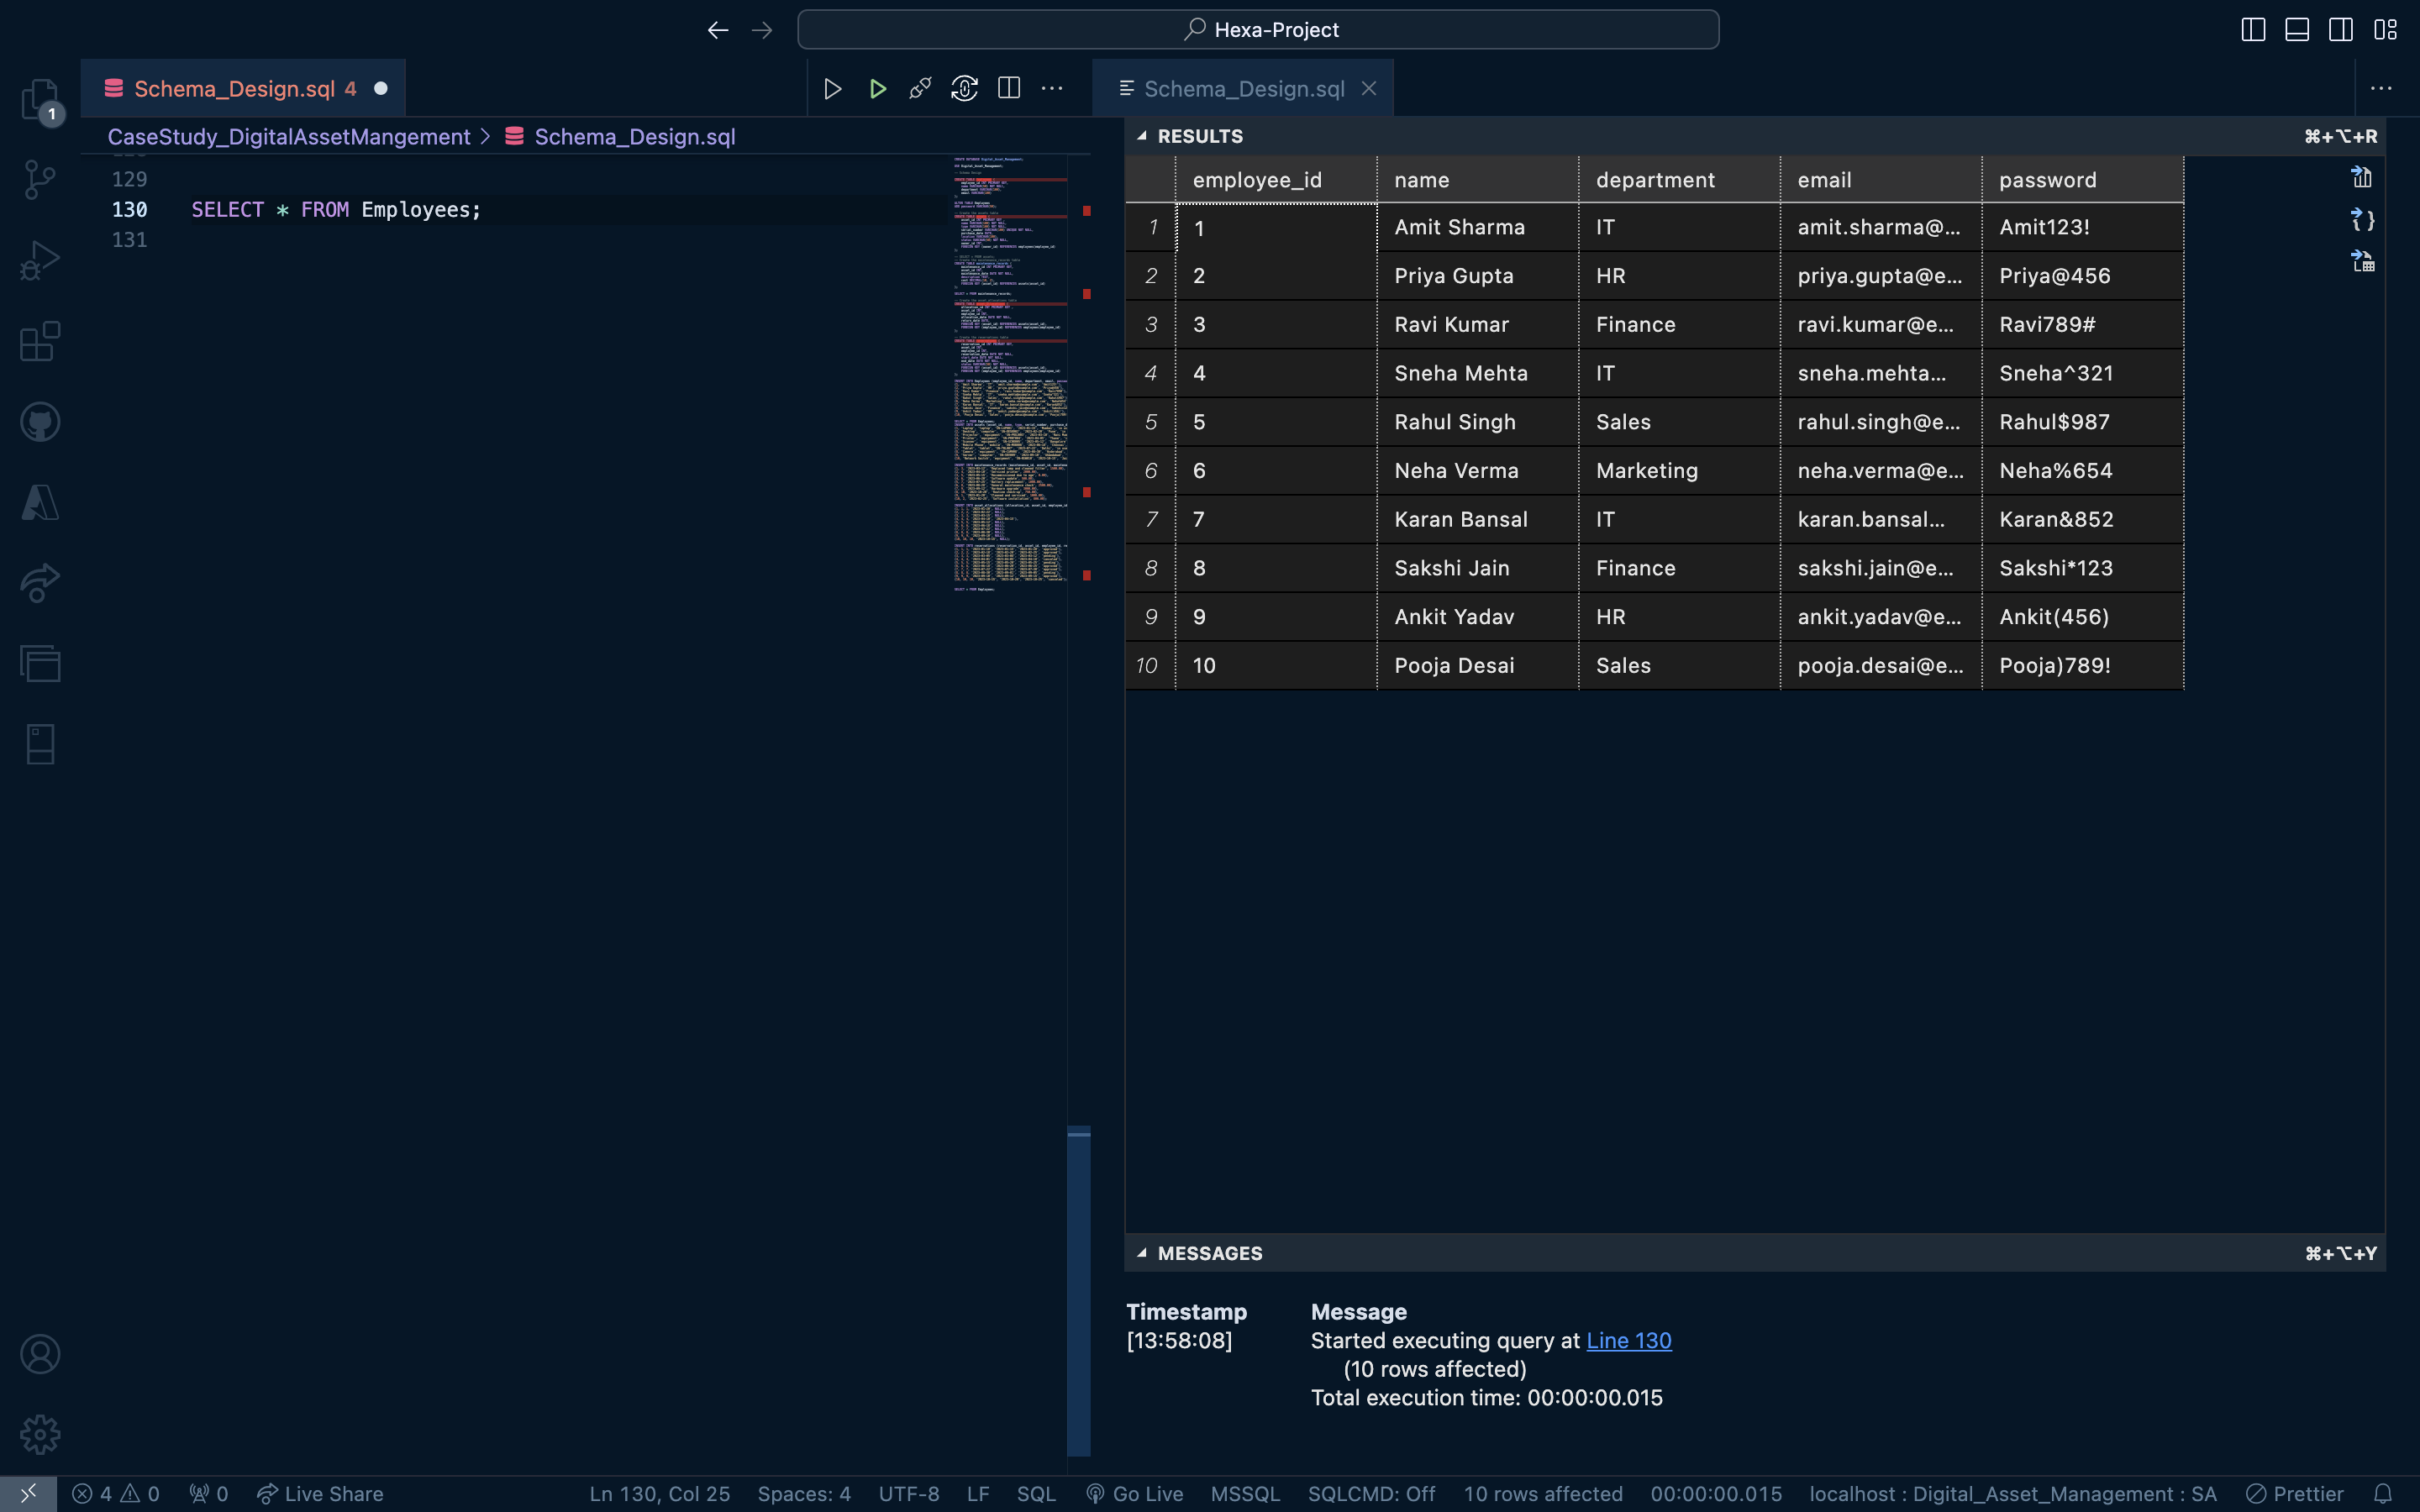 Hexa-Project
Schema_Design.sql 4
Schema_Design.sql
1
CaseStudy_DigitalAssetMangement > Schema_Design.sql
129
130 SELECT * FROM Employees;
131
RESULTS ⌘+⌥+R
employee_id name department email password
1 1 Amit Sharma IT amit.sharma@... Amit123!
2 2 Priya Gupta HR priya.gupta@e... Priya@456
3 3 Ravi Kumar Finance ravi.kumar@e... Ravi789#
4 4 Sneha Mehta IT sneha.mehta... Sneha^321
5 5 Rahul Singh Sales rahul.singh@e... Rahul$987
6 6 Neha Verma Marketing neha.verma@e... Neha%654
7 7 Karan Bansal IT karan.bansal... Karan&852
8 8 Sakshi Jain Finance sakshi.jain@e... Sakshi*123
9 9 Ankit Yadav HR ankit.yadav@e... Ankit(456)
10 10 Pooja Desai Sales pooja.desai@e... Pooja)789!
MESSAGES ⌘+⌥+Y
Timestamp Message
[13:58:08] Started executing query at Line 130
(10 rows affected)
Total execution time: 00:00:00.015
4 0 0 Live Share Ln 130, Col 25 Spaces: 4 UTF-8 LF SQL Go Live MSSQL SQLCMD: Off 10 rows affected 00:00:00.015 localhost : Digital_Asset_Management : SA Prettier